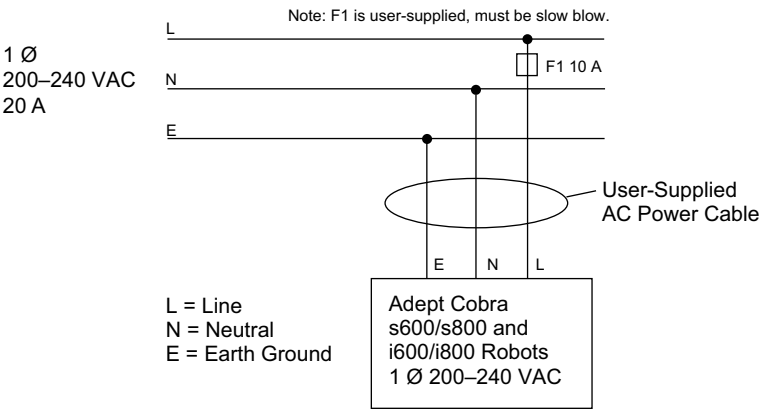 Note: F1 is user-supplied, must be slow blow.
L
1 Ø
200–240 VAC
20 A
F1 10 A
N
E
User-Supplied
AC Power Cable
E
N
L
L = Line
N = Neutral
E = Earth Ground
Adept Cobra
s600/s800 and
i600/i800 Robots
1 Ø 200–240 VAC